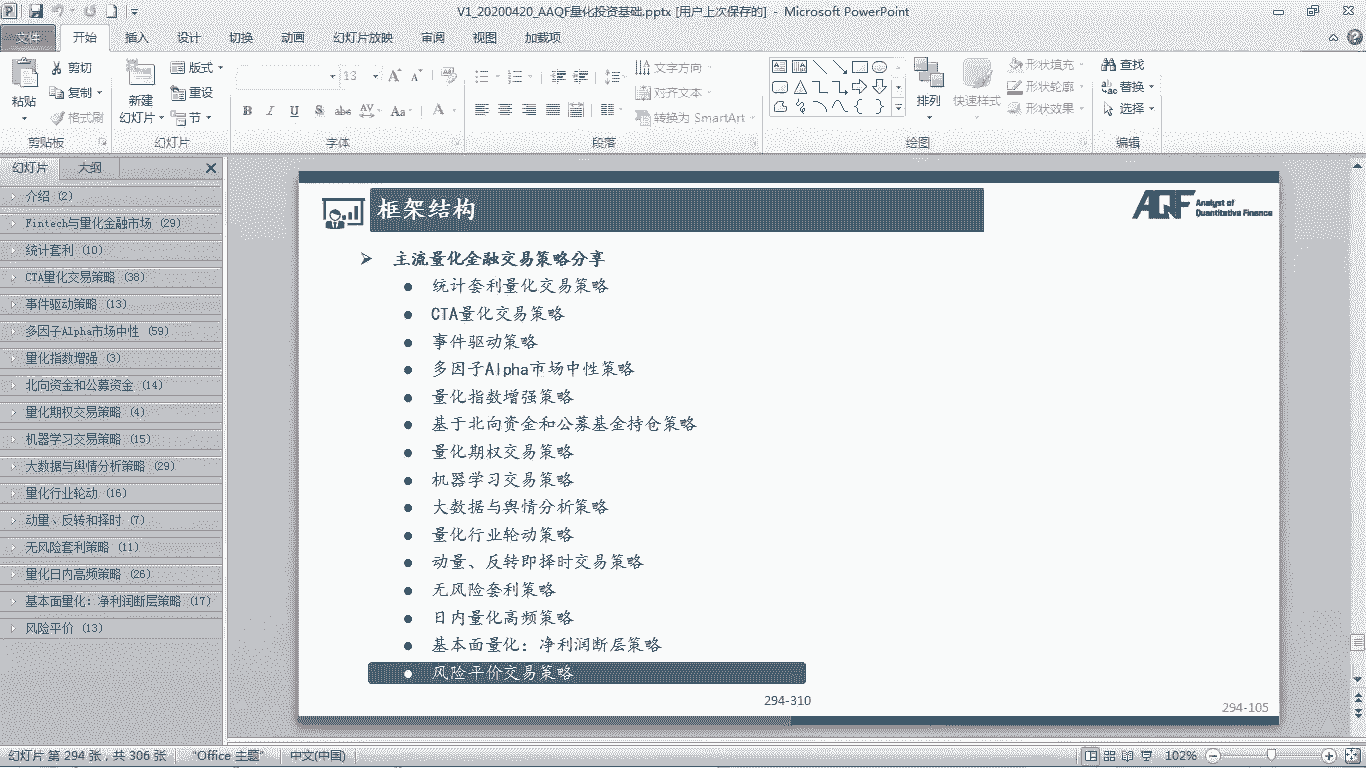 V1_20200420_AAQF量化投资基础.pptx [用户上次保存的] - Microsoft PowerPoint
文件 开始 插入 设计 切换 动画 幻灯片放映 审阅 视图 加载项
粘贴 剪切 复制 格式刷 剪贴板
新建 幻灯片 版式 重设 节 幻灯片
13 B I U S abc AV Aa A 字体
文字方向 对齐文本 转换为 SmartArt 段落
排列 快速样式 形状填充 形状轮廓 形状效果 绘图
查找 替换 选择 编辑
幻灯片 大纲
介绍 (2)
Fintech与量化金融市场 (29)
统计套利 (10)
CTA量化交易策略 (38)
事件驱动策略 (13)
多因子Alpha市场中性 (59)
量化指数增强 (3)
北向资金和公募资金 (14)
量化期权交易策略 (4)
机器学习交易策略 (15)
大数据与舆情分析策略 (29)
量化行业轮动 (16)
动量、反转和择时 (7)
无风险套利策略 (11)
量化日内高频策略 (26)
基本面量化：净利润断层策略 (17)
风险平价 (13)
框架结构
AQF Analyst of
Quantitative Finance
主流量化金融交易策略分享
统计套利量化交易策略
CTA量化交易策略
事件驱动策略
多因子Alpha市场中性策略
量化指数增强策略
基于北向资金和公募基金持仓策略
量化期权交易策略
机器学习交易策略
大数据与舆情分析策略
量化行业轮动策略
动量、反转即择时交易策略
无风险套利策略
日内量化高频策略
基本面量化：净利润断层策略
风险平价交易策略
294-310
294-105
幻灯片 第 294 张，共 306 张 "Office 主题" 中文(中国) 102%